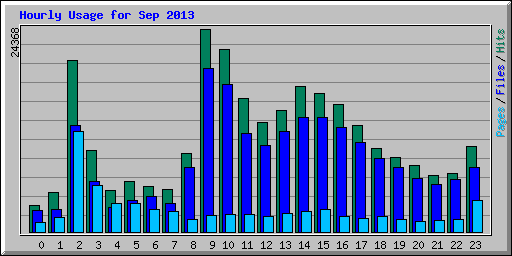 Hourly Usage for Sep 2013
24368
Pages/Files/Hits
0 1 2 3 4 5 6 7 8 9 10 11 12 13 14 15 16 17 18 19 20 21 22 23